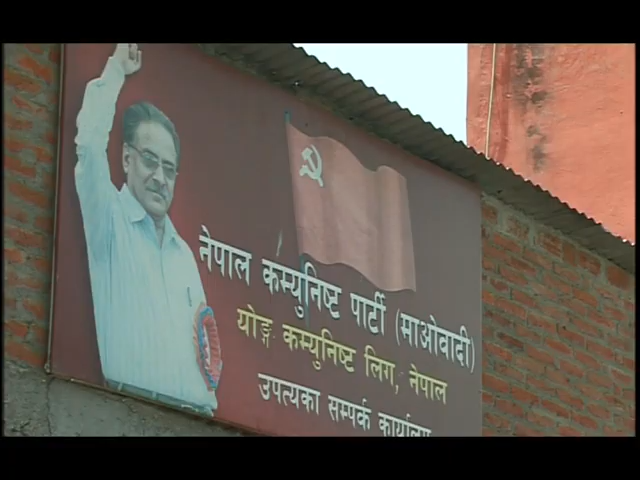 नेपाल कम्युनिष्ट पार्टी (माओवादी)
योङ्ग कम्युनिष्ट लिग, नेपाल
उपत्यका सम्पर्क कार्यालय